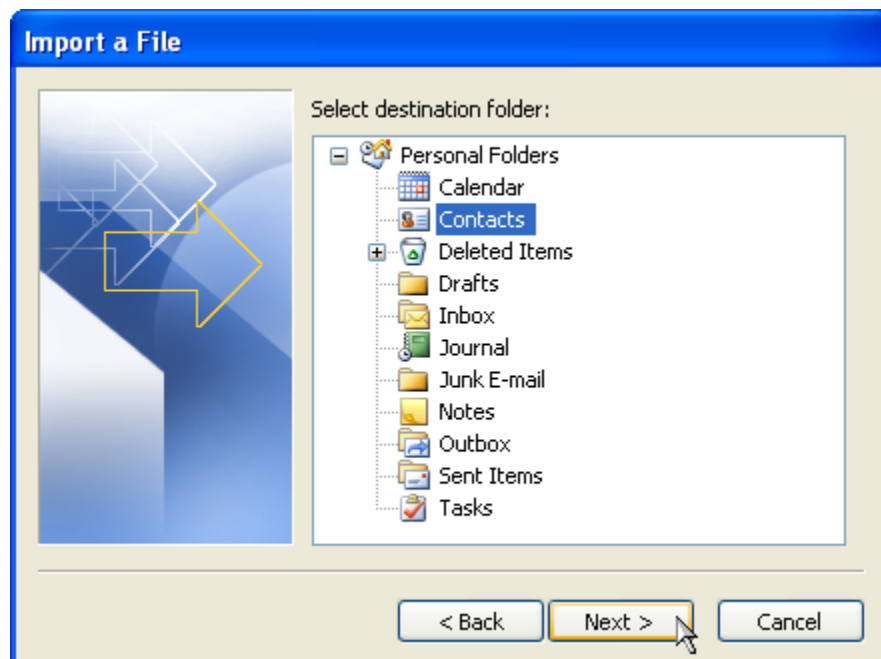 Import a File
Select destination folder:
Personal Folders
Calendar
Contacts
Deleted Items
Drafts
Inbox
Journal
Junk E-mail
Notes
Outbox
Sent Items
Tasks
< Back Next > Cancel